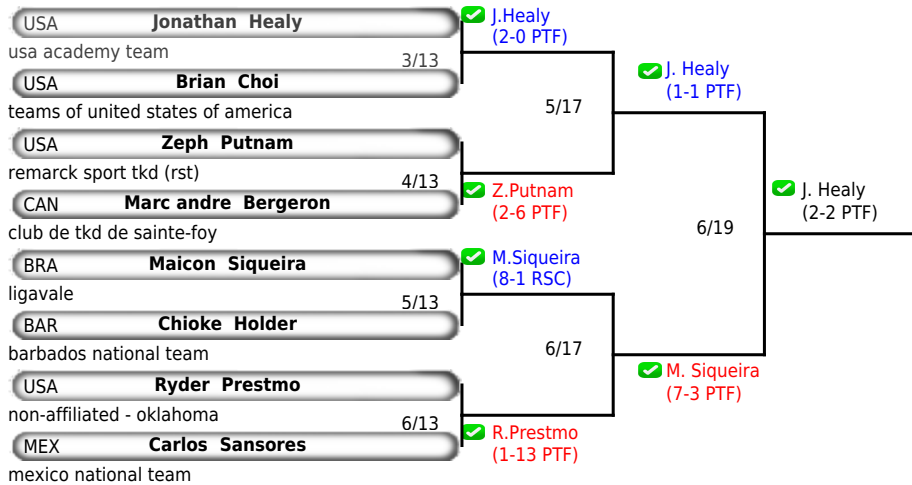 USA Jonathan Healy
usa academy team
3/13
USA Brian Choi
teams of united states of america
USA Zeph Putnam
remarck sport tkd (rst)
4/13
CAN Marc andre Bergeron
club de tkd de sainte-foy
BRA Maicon Siqueira
ligavale
5/13
BAR Chioke Holder
barbados national team
USA Ryder Prestmo
non-affiliated - oklahoma
6/13
MEX Carlos Sansores
mexico national team
J.Healy
(2-0 PTF)
5/17
Z.Putnam
(2-6 PTF)
M.Siqueira
(8-1 RSC)
6/17
R.Prestmo
(1-13 PTF)
J. Healy
(1-1 PTF)
6/19
M. Siqueira
(7-3 PTF)
J. Healy
(2-2 PTF)